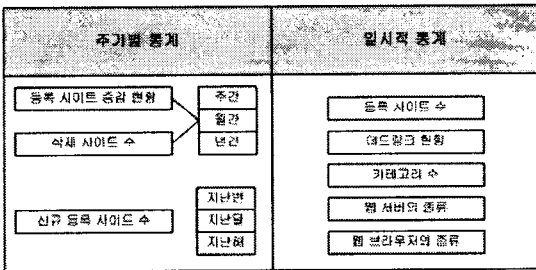 주기별 통계
일시적 통계
등록 사이트 증감 현황
삭제 사이트 수
주간
월간
년간
신규 등록 사이트 수
지난번
지난달
지난해
등록 사이트 수
데드링크 현황
카테고리 수
웹 서버의 종류
웹 브라우저의 종류